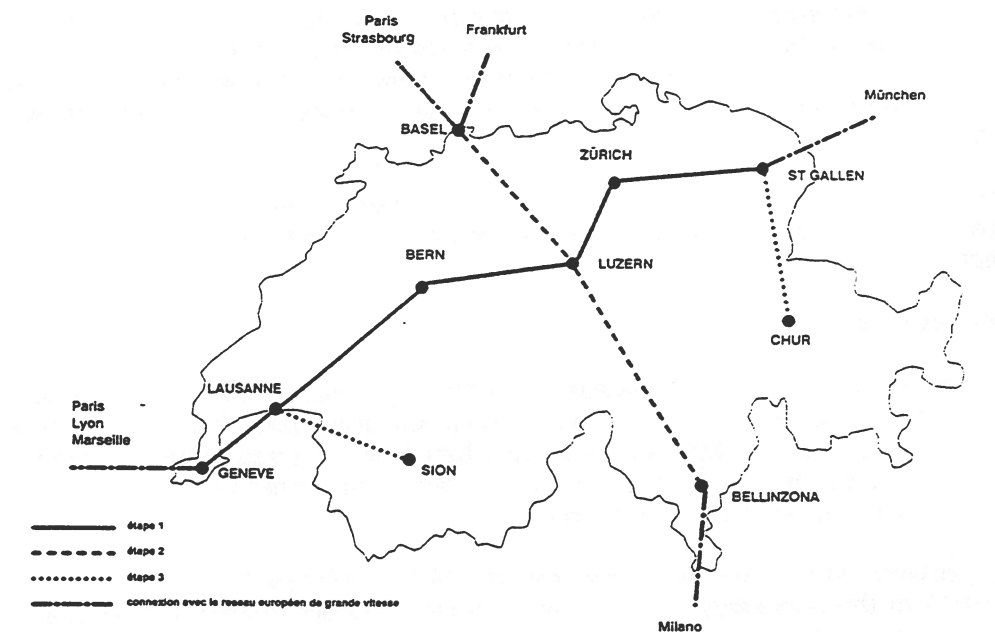 Paris
Strasbourg
Frankfurt
München
BASEL
ZÜRICH
ST GALLEN
BERN
LUZERN
CHUR
LAUSANNE
Paris
Lyon
Marseille
GENEVE
SION
BELLINZONA
étape 1
étape 2
étape 3
connexion avec le reseau européen de grande vitesse
Milano